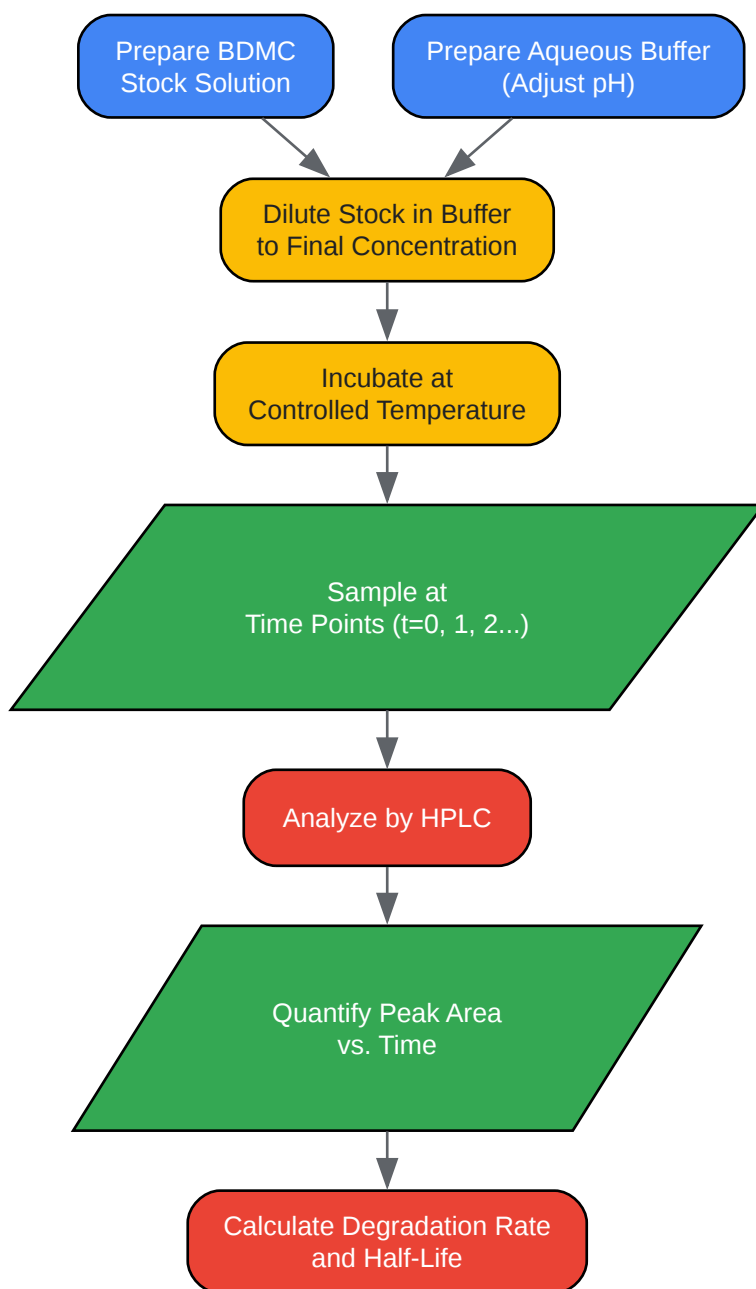 Prepare BDMC
Stock Solution
Prepare Aqueous Buffer
(Adjust pH)
Dilute Stock in Buffer
to Final Concentration
Incubate at
Controlled Temperature
Sample at
Time Points (t=0, 1, 2...)
Analyze by HPLC
Quantify Peak Area
vs. Time
Calculate Degradation Rate
and Half-Life